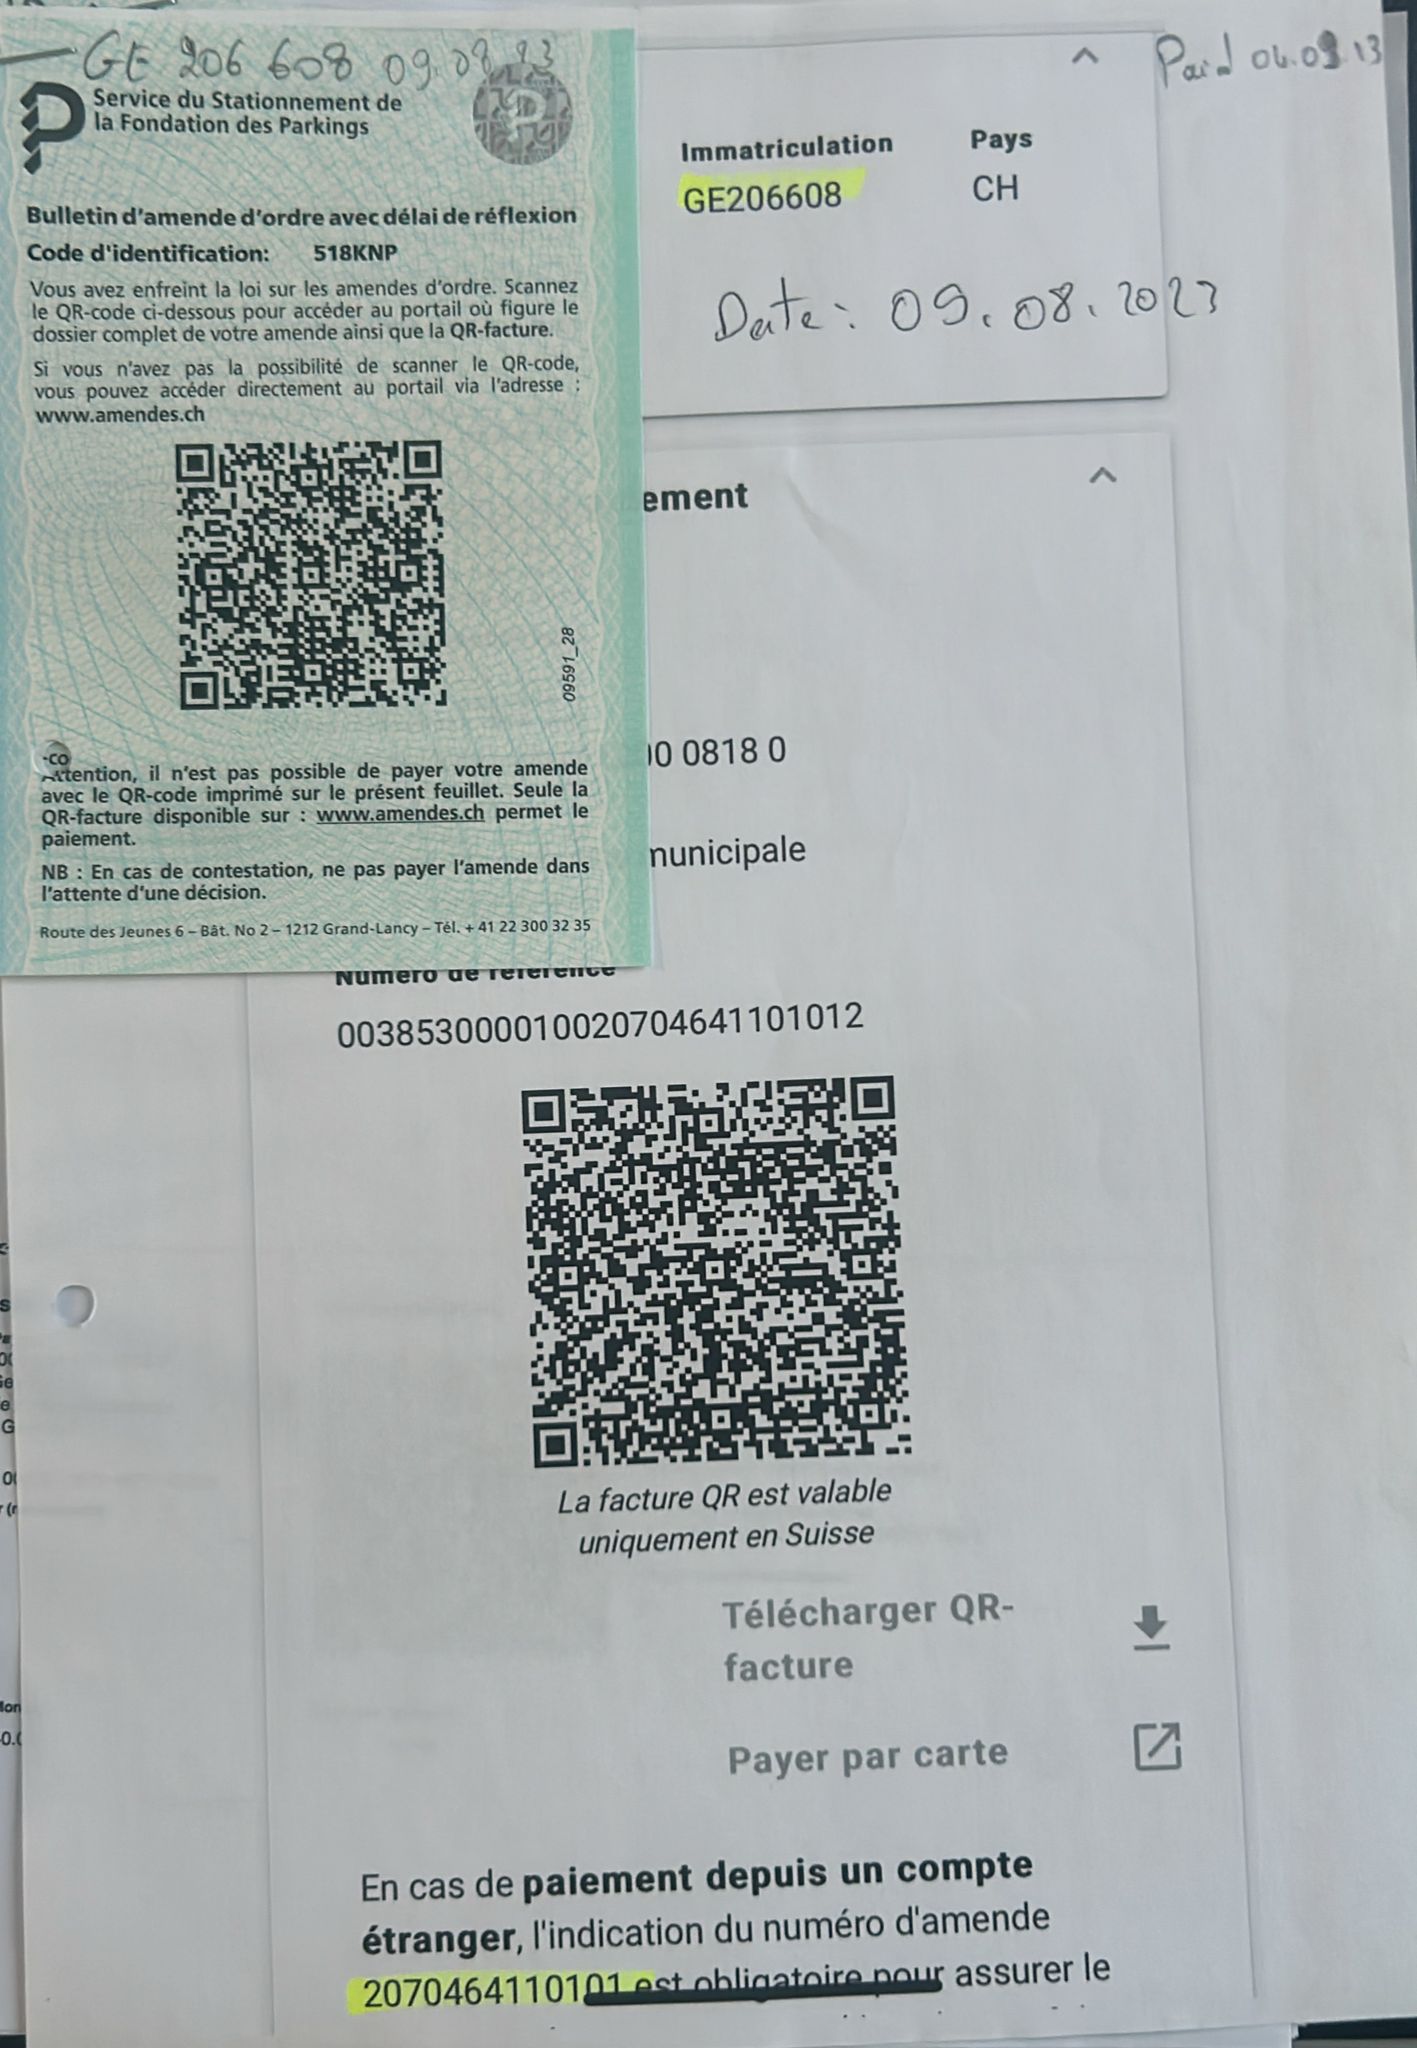 GE 206 608 09.08.23
Service du Stationnement de
la Fondation des Parkings
Bulletin d'amende d'ordre avec délai de réflexion
Code d'identification: 518KNP
Vous avez enfreint la loi sur les amendes d'ordre. Scannez
le QR-code ci-dessous pour accéder au portail où figure le
dossier complet de votre amende ainsi que la QR-facture.
Si vous n'avez pas la possibilité de scanner le QR-code,
vous pouvez accéder directement au portail via l'adresse :
www.amendes.ch
09591_28
-CO
Attention, il n'est pas possible de payer votre amende
avec le QR-code imprimé sur le présent feuillet. Seule la
QR-facture disponible sur : www.amendes.ch permet le
paiement.
NB : En cas de contestation, ne pas payer l'amende dans
l'attente d'une décision.
Route des Jeunes 6 – Bât. No 2 – 1212 Grand-Lancy – Tél. + 41 22 300 32 35
Paid 04.09.23
Immatriculation Pays
GE206608 CH
Date: 09.08.2023
ement
00 0818 0
municipale
Numéro de référence
003853000010020704641101012
La facture QR est valable
uniquement en Suisse
Télécharger QR-
facture
Payer par carte
En cas de paiement depuis un compte
étranger, l'indication du numéro d'amende
2070464110101 est obligatoire pour assurer le